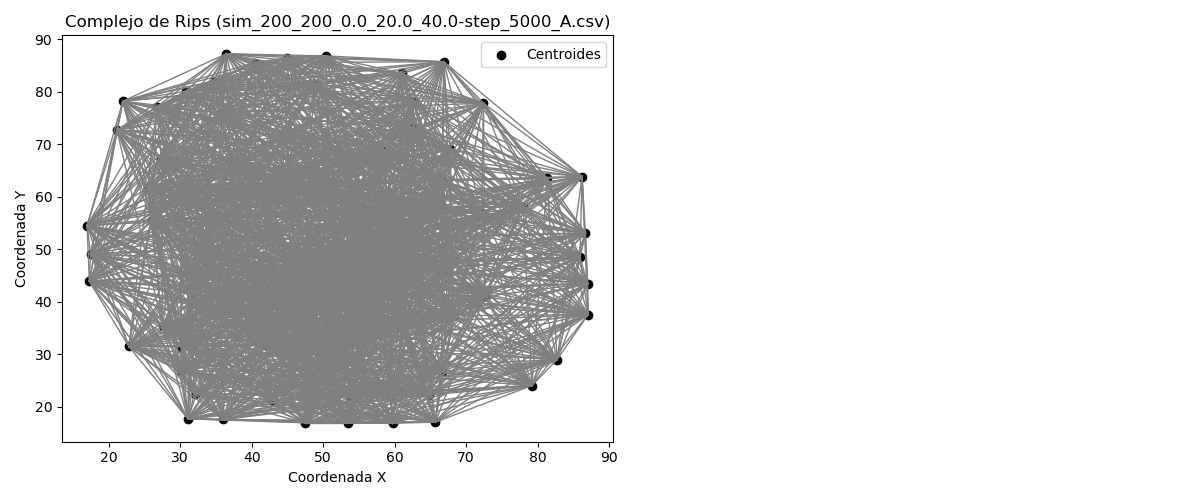 Complejo de Rips (sim_200_200_0.0_20.0_40.0-step_5000_A.csv)
90
80
70
60
50
40
30
20
Coordenada Y
Centroides
20 30 40 50 60 70 80 90
Coordenada X